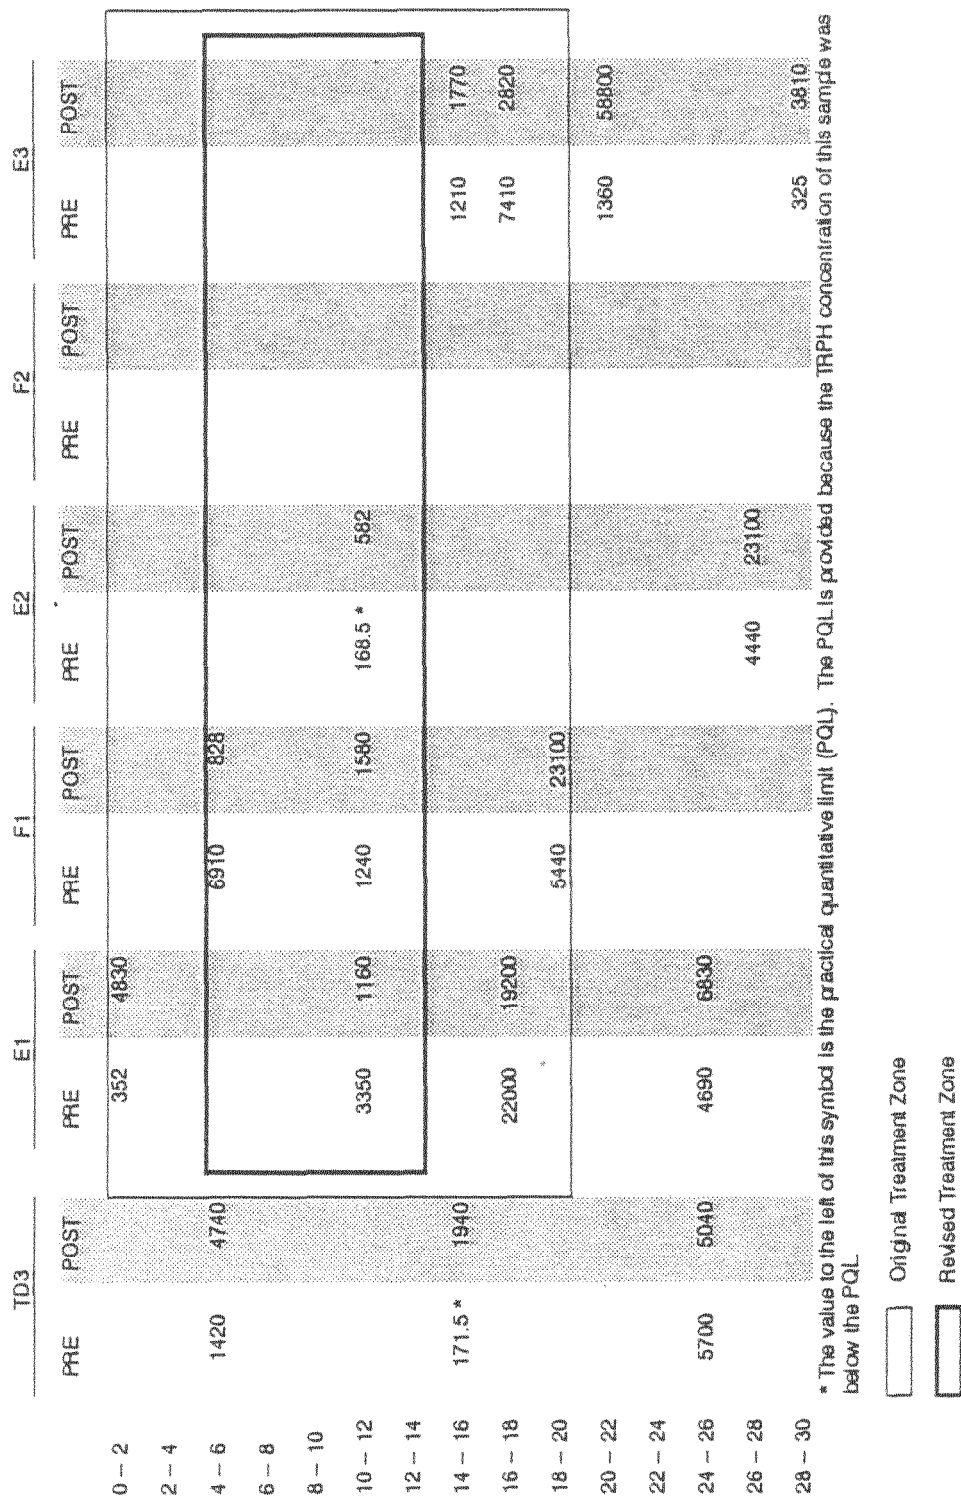 TD3 E1 F1 E2 F2 E3
PRE POST PRE POST PRE POST PRE POST PRE POST PRE POST
0 – 2 352 4830
2 – 4
4 – 6 1420 4740 6910 828
6 – 8
8 – 10
10 – 12 3350 1160 1240 1580 168.5 * 582
12 – 14
14 – 16 171.5 * 1940 1210 1770
16 – 18 22000 19200 7410 2820
18 – 20 5440 23100
20 – 22 1360 58800
22 – 24
24 – 26 5700 5040 4690 6830
26 – 28 4440 23100
28 – 30 325 3810
* The value to the left of this symbol is the practical quantitative limit (PQL). The PQL is provided because the TRPH concentration of this sample was
below the PQL.
Original Treatment Zone
Revised Treatment Zone